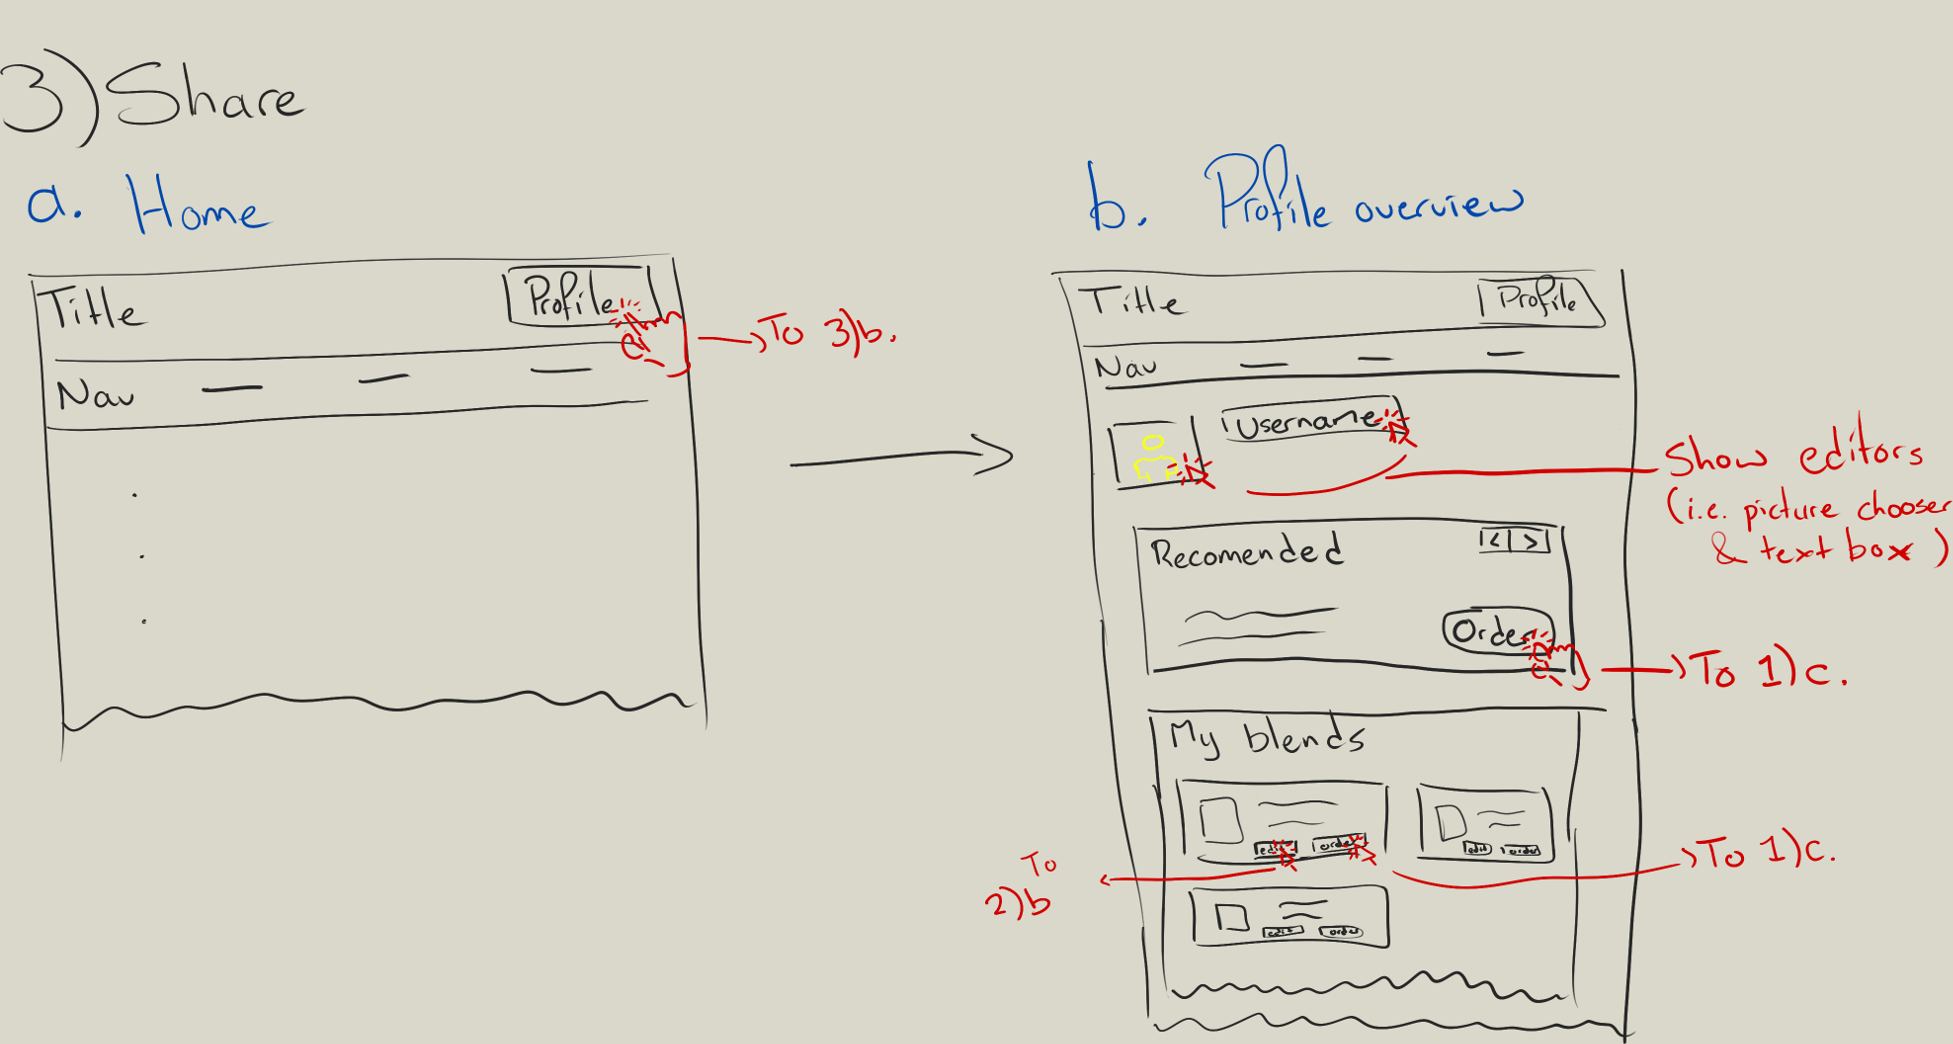 3) Share
a. Home
Title
Profile
To 3)b.
Nav
b. Profile overview
Title
Profile
Nav
Username
Show editors
(i.e. picture chooser
& text box)
Recomended
< >
Order
To 1)c.
My blends
edit order
edit order
To 1)c.
To
2)b
edit order